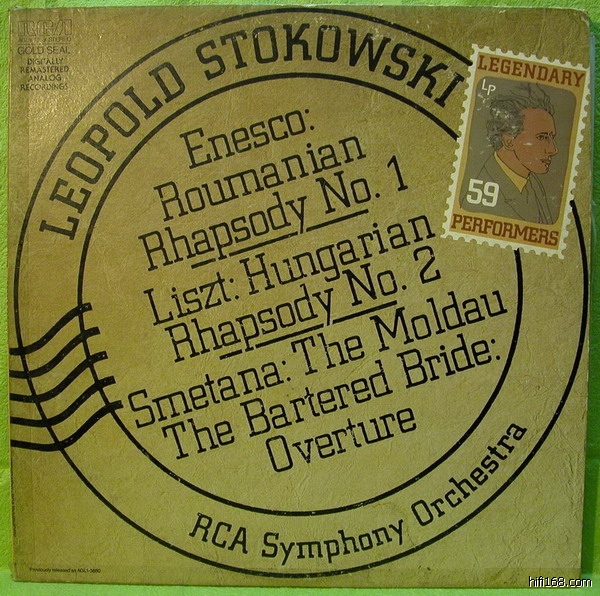 RCA
GOLD SEAL
DIGITALLY
REMASTERED
ANALOG
RECORDINGS
LEOPOLD STOKOWSKI
LEGENDARY
LP
59
PERFORMERS
Enesco:
Roumanian
Rhapsody No. 1
Liszt: Hungarian
Rhapsody No. 2
Smetana: The Moldau
The Bartered Bride:
Overture
RCA Symphony Orchestra
hifi168.com